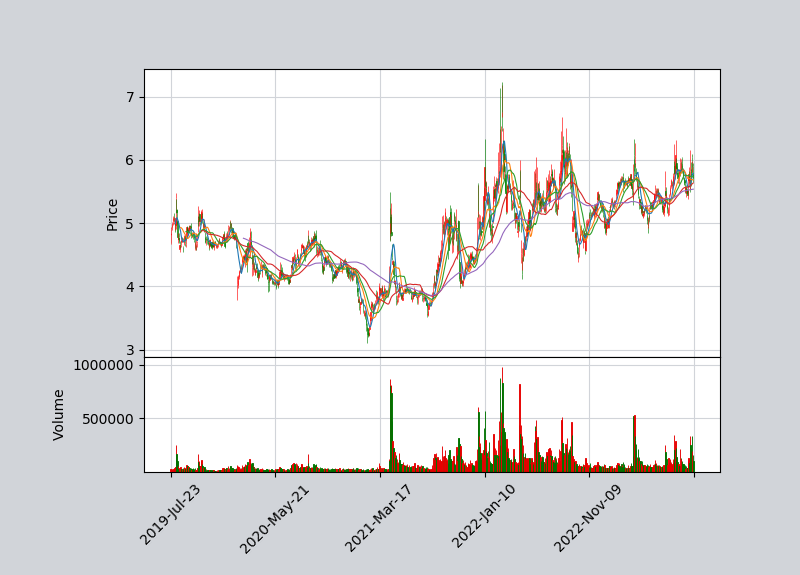 7
6
Price
5
4
3
1000000
Volume
500000
2019-Jul-23
2020-May-21
2021-Mar-17
2022-Jan-10
2022-Nov-09